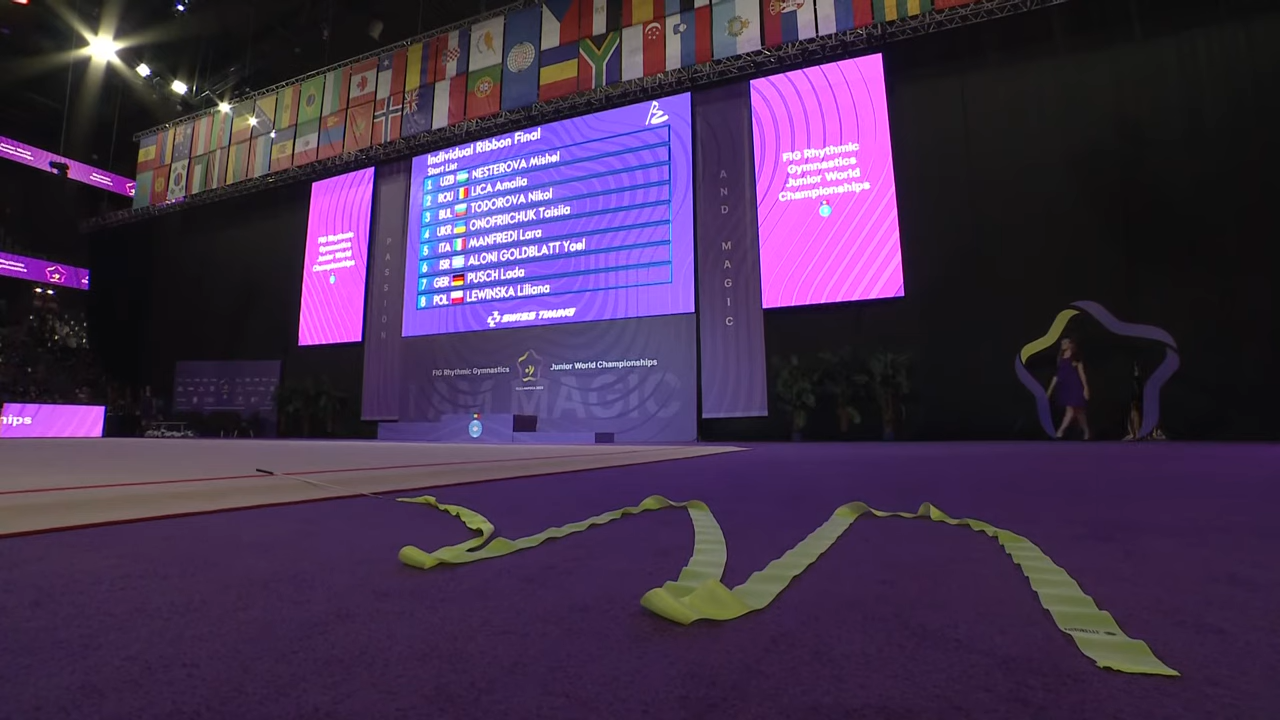 Individual Ribbon Final
Start List
1 UZB NESTEROVA Mishel
2 ROU LICA Amalia
3 BUL TODOROVA Nikol
4 UKR ONOFRIICHUK Taisiia
5 ITA MANFREDI Lara
6 ISR ALONI GOLDBLATT Yael
7 GER PUSCH Lada
8 POL LEWINSKA Liliana
SWISS TIMING
FIG Rhythmic
Gymnastics
Junior World
Championships
FIG Rhythmic
Gymnastics
Junior World
Championships
PASSION
AND MAGIC
FIG Rhythmic Gymnastics
Junior World Championships
MAGIC
hips